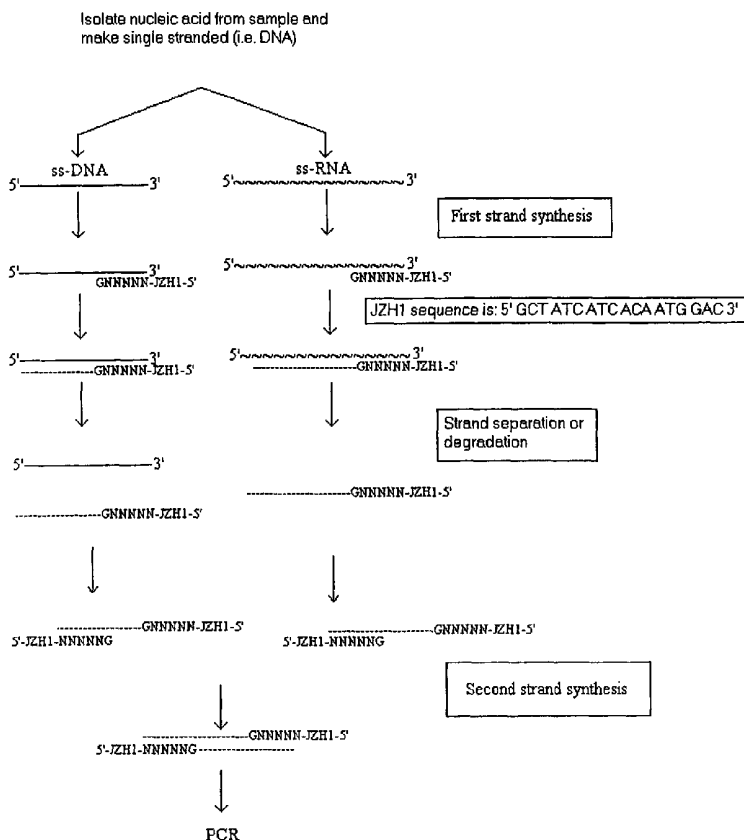 Isolate nucleic acid from sample and
make single stranded (i.e. DNA)
ss-DNA
ss-RNA
5' 3'
5' 3'
First strand synthesis
5' 3'
GNNNNN-JZH1-5'
5' 3'
GNNNNN-JZH1-5'
JZH1 sequence is: 5' GCT ATC ATC ACA ATG GAC 3'
5' 3'
GNNNNN-JZH1-5'
5' 3'
GNNNNN-JZH1-5'
Strand separation or
degradation
5' 3'
GNNNNN-JZH1-5'
GNNNNN-JZH1-5'
GNNNNN-JZH1-5'
5'-JZH1-NNNNNG
GNNNNN-JZH1-5'
5'-JZH1-NNNNNG
Second strand synthesis
GNNNNN-JZH1-5'
5'-JZH1-NNNNNG
PCR